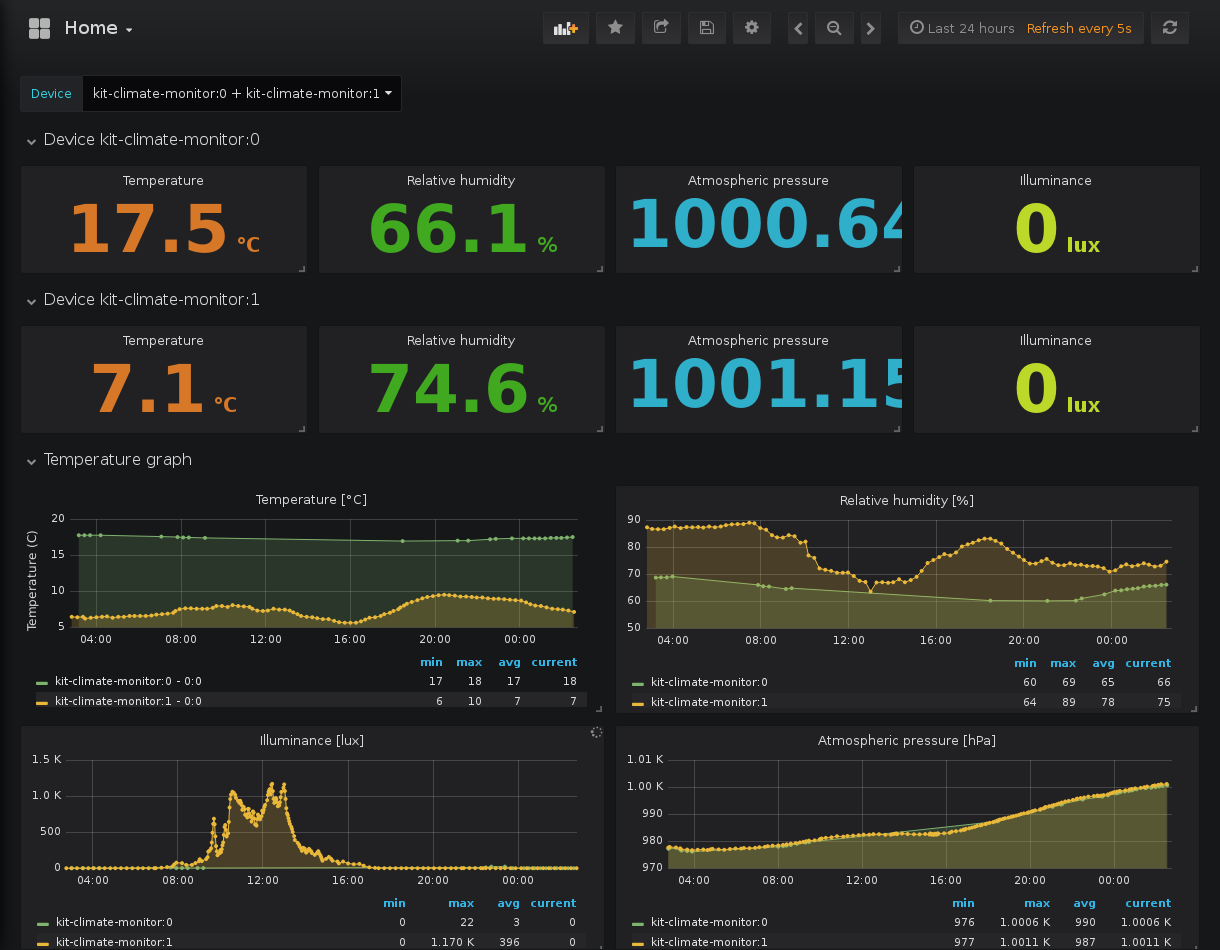 Home
Last 24 hours Refresh every 5s
Device kit-climate-monitor:0 + kit-climate-monitor:1
Device kit-climate-monitor:0
Temperature Relative humidity Atmospheric pressure Illuminance
17.5 °C 66.1 % 1000.64 0 lux
Device kit-climate-monitor:1
Temperature Relative humidity Atmospheric pressure Illuminance
7.1 °C 74.6 % 1001.15 0 lux
Temperature graph
Temperature [°C]
Temperature (C)
20
15
10
5
04:00 08:00 12:00 16:00 20:00 00:00
min max avg current
kit-climate-monitor:0 - 0:0 17 18 17 18
kit-climate-monitor:1 - 0:0 6 10 7 7
Relative humidity [%]
90
80
70
60
50
04:00 08:00 12:00 16:00 20:00 00:00
min max avg current
kit-climate-monitor:0 60 69 65 66
kit-climate-monitor:1 64 89 78 75
Illuminance [lux]
1.5 K
1.0 K
500
0
04:00 08:00 12:00 16:00 20:00 00:00
min max avg current
kit-climate-monitor:0 0 22 3 0
kit-climate-monitor:1 0 1.170 K 396 0
Atmospheric pressure [hPa]
1.01 K
1.00 K
990
980
970
04:00 08:00 12:00 16:00 20:00 00:00
min max avg current
kit-climate-monitor:0 976 1.0006 K 990 1.0006 K
kit-climate-monitor:1 977 1.0011 K 987 1.0011 K